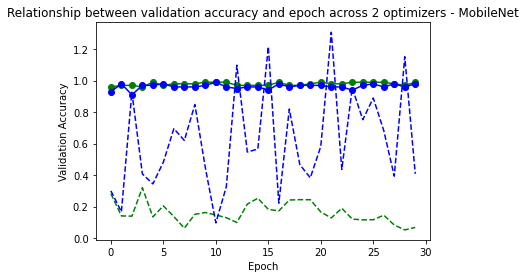 Relationship between validation accuracy and epoch across 2 optimizers - MobileNet
Validation Accuracy
1.2
1.0
0.8
0.6
0.4
0.2
0.0
0 5 10 15 20 25 30
Epoch